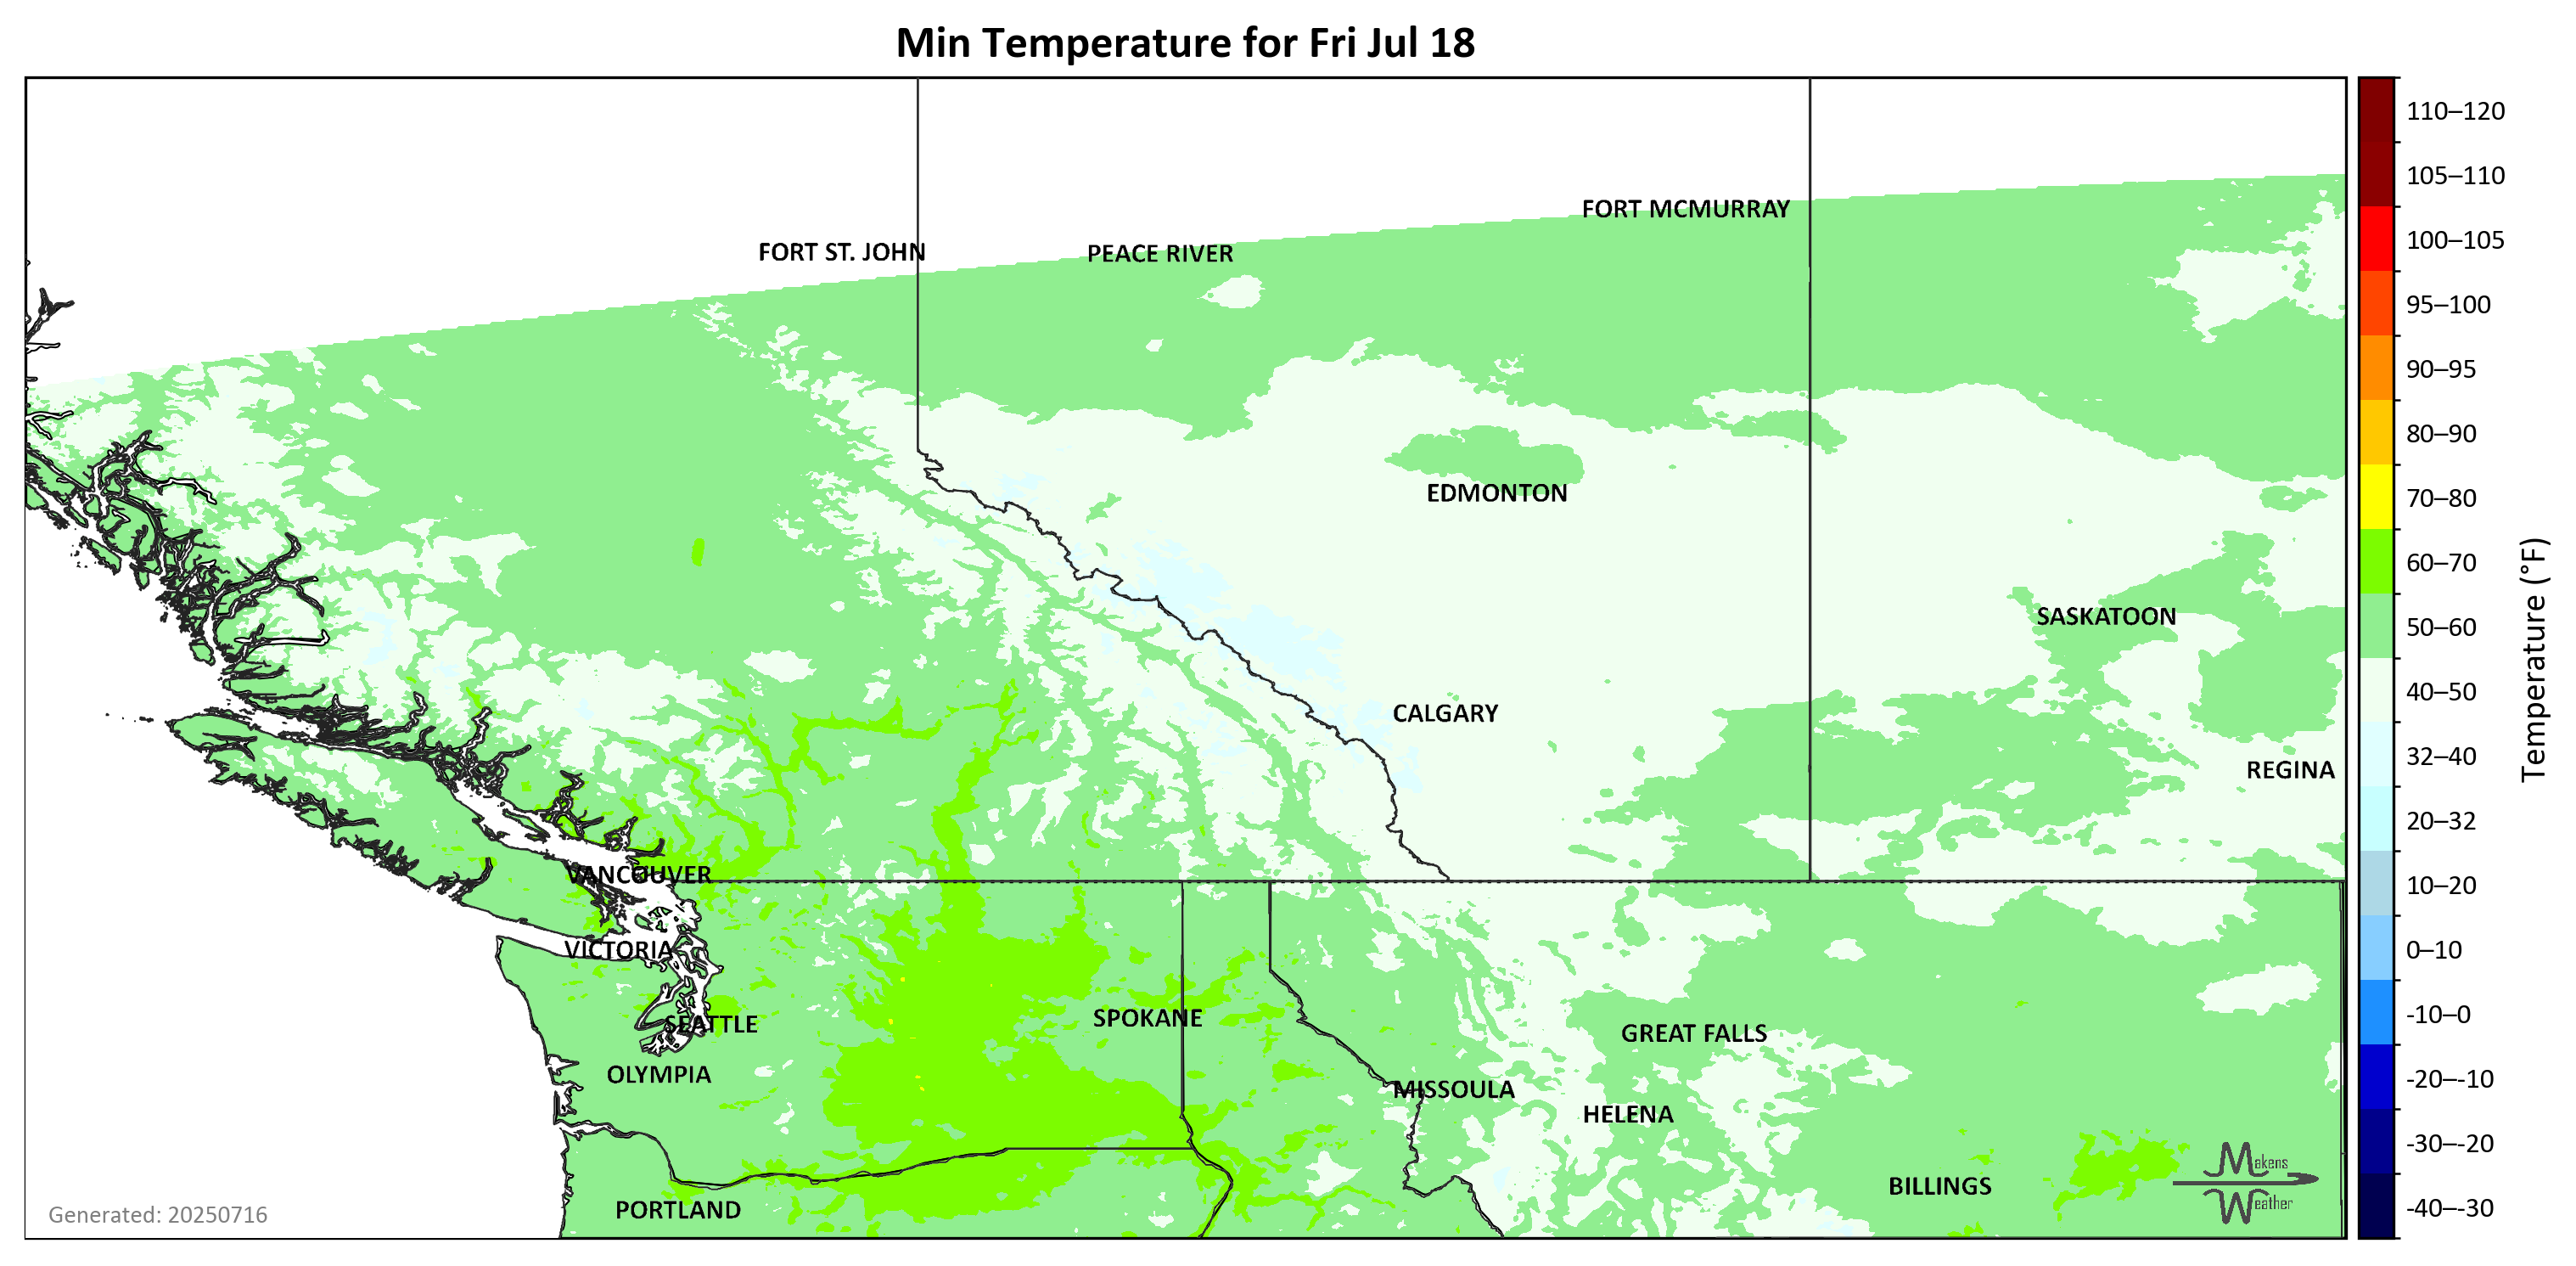 Min Temperature for Fri Jul 18
FORT MCMURRAY
FORT ST. JOHN
PEACE RIVER
EDMONTON
SASKATOON
CALGARY
REGINA
VANCOUVER
VICTORIA
SPOKANE
SEATTLE
GREAT FALLS
OLYMPIA
MISSOULA
HELENA
BILLINGS
PORTLAND
Makens
Weather
Generated: 20250716
110–120
105–110
100–105
95–100
90–95
80–90
70–80
60–70
50–60
40–50
32–40
20–32
10–20
0–10
-10–0
-20–-10
-30–-20
-40–-30
Temperature (°F)